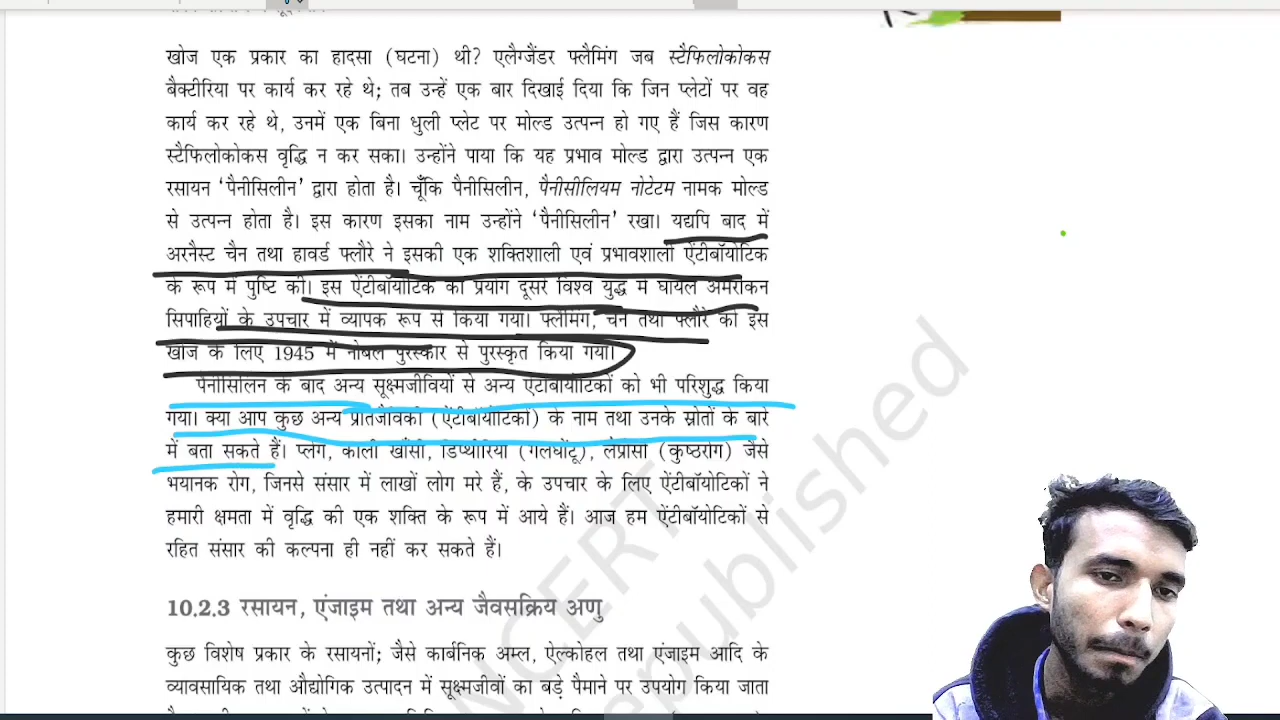 खोज एक प्रकार का हादसा (घटना) थी? एलैग्जैंडर फ्लैमिंग जब स्टैफिलोकोकस
बैक्टीरिया पर कार्य कर रहे थे; तब उन्हें एक बार दिखाई दिया कि जिन प्लेटों पर वह
कार्य कर रहे थे, उनमें एक बिना धुली प्लेट पर मोल्ड उत्पन्न हो गए हैं जिस कारण
स्टैफिलोकोकस वृद्धि न कर सका। उन्होंने पाया कि यह प्रभाव मोल्ड द्वारा उत्पन्न एक
रसायन ‘पैनीसिलीन’ द्वारा होता है। चूँकि पैनीसिलीन, पैनीसीलियम नोटेटम नामक मोल्ड
से उत्पन्न होता है। इस कारण इसका नाम उन्होंने ‘पैनीसिलीन’ रखा। यद्यपि बाद में
अरनैस्ट चैन तथा हावर्ड फ्लौरे ने इसकी एक शक्तिशाली एवं प्रभावशाली ऐंटीबॉयोटिक
के रूप में पुष्टि की। इस ऐंटीबॉयोटिक का प्रयोग दूसरे विश्व युद्ध में घायल अमरीकन
सिपाहियों के उपचार में व्यापक रूप से किया गया। फ्लैमिंग, चैन तथा फ्लौरे को इस
खोज के लिए 1945 में नोबल पुरस्कार से पुरस्कृत किया गया।
पैनीसिलिन के बाद अन्य सूक्ष्मजीवियों से अन्य ऐंटीबायोटिकों को भी परिशुद्ध किया
गया। क्या आप कुछ अन्य प्रतिजैविकों (ऐंटीबॉयोटिकों) के नाम तथा उनके स्रोतों के बारे
में बता सकते हैं। प्लेग, काली खाँसी, डिप्थीरिया (गलघोंटू), लैप्रोसी (कुष्ठरोग) जैसे
भयानक रोग, जिनसे संसार में लाखों लोग मरे हैं, के उपचार के लिए ऐंटीबॉयोटिकों ने
हमारी क्षमता में वृद्धि की एक शक्ति के रूप में आये हैं। आज हम ऐंटीबॉयोटिकों से
रहित संसार की कल्पना ही नहीं कर सकते हैं।
10.2.3 रसायन, एंजाइम तथा अन्य जैवसक्रिय अणु
कुछ विशेष प्रकार के रसायनों; जैसे कार्बनिक अम्ल, ऐल्कोहल तथा एंजाइम आदि के
व्यावसायिक तथा औद्योगिक उत्पादन में सूक्ष्मजीवों का बड़े पैमाने पर उपयोग किया जाता
NCERT
republished